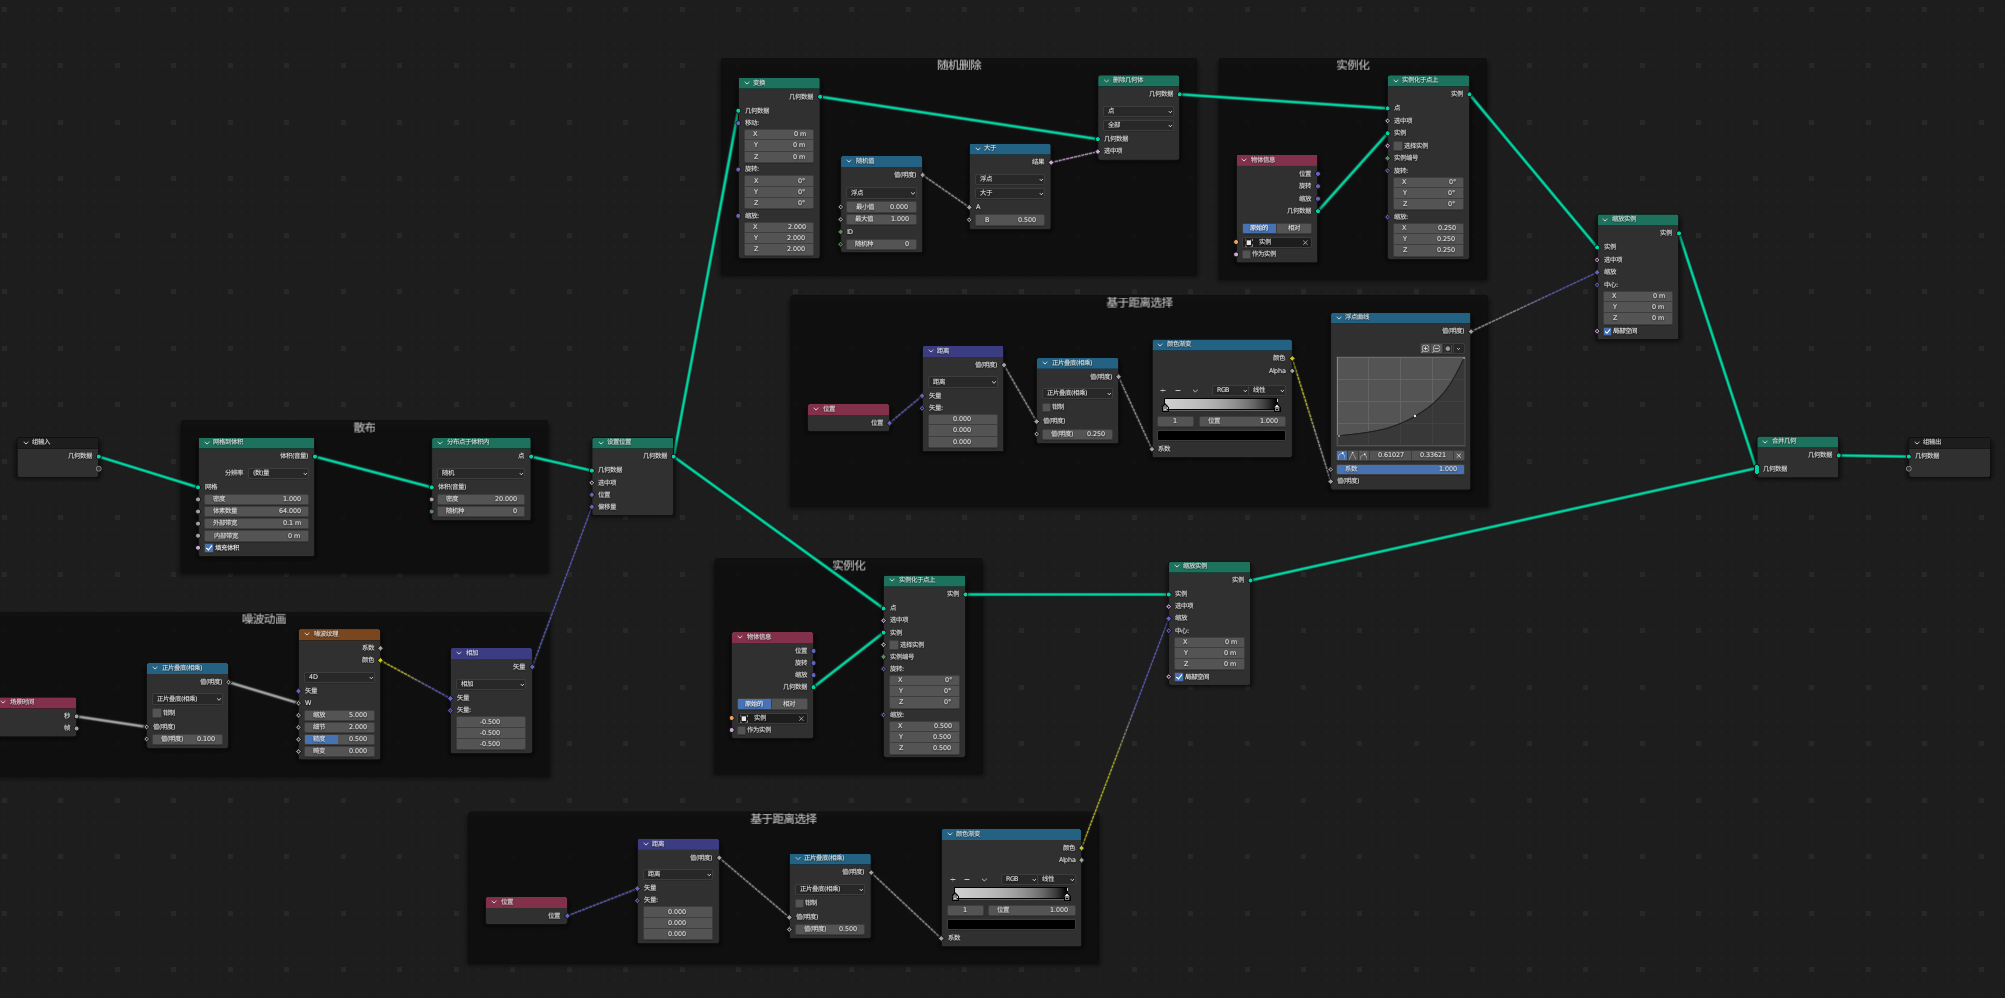 随机删除
变换
几何数据
几何数据
移动:
X 0 m
Y 0 m
Z 0 m
旋转:
X 0°
Y 0°
Z 0°
缩放:
X 2.000
Y 2.000
Z 2.000
随机值
值(明度)
浮点
最小值 0.000
最大值 1.000
ID
随机种 0
大于
结果
浮点
大于
A
B 0.500
删除几何体
几何数据
点
全部
几何数据
选中项
实例化
物体信息
位置
旋转
缩放
几何数据
原始的 相对
实例
作为实例
实例化于点上
实例
点
选中项
实例
选择实例
实例编号
旋转:
X 0°
Y 0°
Z 0°
缩放:
X 0.250
Y 0.250
Z 0.250
缩放实例
实例
实例
选中项
缩放
中心:
X 0 m
Y 0 m
Z 0 m
局部空间
基于距离选择
位置
位置
距离
值(明度)
距离
矢量
矢量:
0.000
0.000
0.000
正片叠底(相乘)
值(明度)
正片叠底(相乘)
钳制
值(明度)
值(明度) 0.250
颜色渐变
颜色
Alpha
RGB 线性
1 位置 1.000
系数
浮点曲线
值(明度)
0.61027 0.33621
系数 1.000
值(明度)
组输入
几何数据
散布
网格到体积
体积(音量)
分辨率 (数)量
网格
密度 1.000
体素数量 64.000
外部带宽 0.1 m
内部带宽 0 m
填充体积
分布点于体积内
点
随机
体积(音量)
密度 20.000
随机种 0
设置位置
几何数据
几何数据
选中项
位置
偏移量
合并几何
几何数据
几何数据
组输出
几何数据
噪波动画
场景时间
秒
帧
正片叠底(相乘)
值(明度)
正片叠底(相乘)
钳制
值(明度)
值(明度) 0.100
噪波纹理
系数
颜色
4D
矢量
W
缩放 5.000
细节 2.000
糙度 0.500
畸变 0.000
相加
矢量
相加
矢量
矢量:
-0.500
-0.500
-0.500
实例化
物体信息
位置
旋转
缩放
几何数据
原始的 相对
实例
作为实例
实例化于点上
实例
点
选中项
实例
选择实例
实例编号
旋转:
X 0°
Y 0°
Z 0°
缩放:
X 0.500
Y 0.500
Z 0.500
缩放实例
实例
实例
选中项
缩放
中心:
X 0 m
Y 0 m
Z 0 m
局部空间
基于距离选择
位置
位置
距离
值(明度)
距离
矢量
矢量:
0.000
0.000
0.000
正片叠底(相乘)
值(明度)
正片叠底(相乘)
钳制
值(明度)
值(明度) 0.500
颜色渐变
颜色
Alpha
RGB 线性
1 位置 1.000
系数